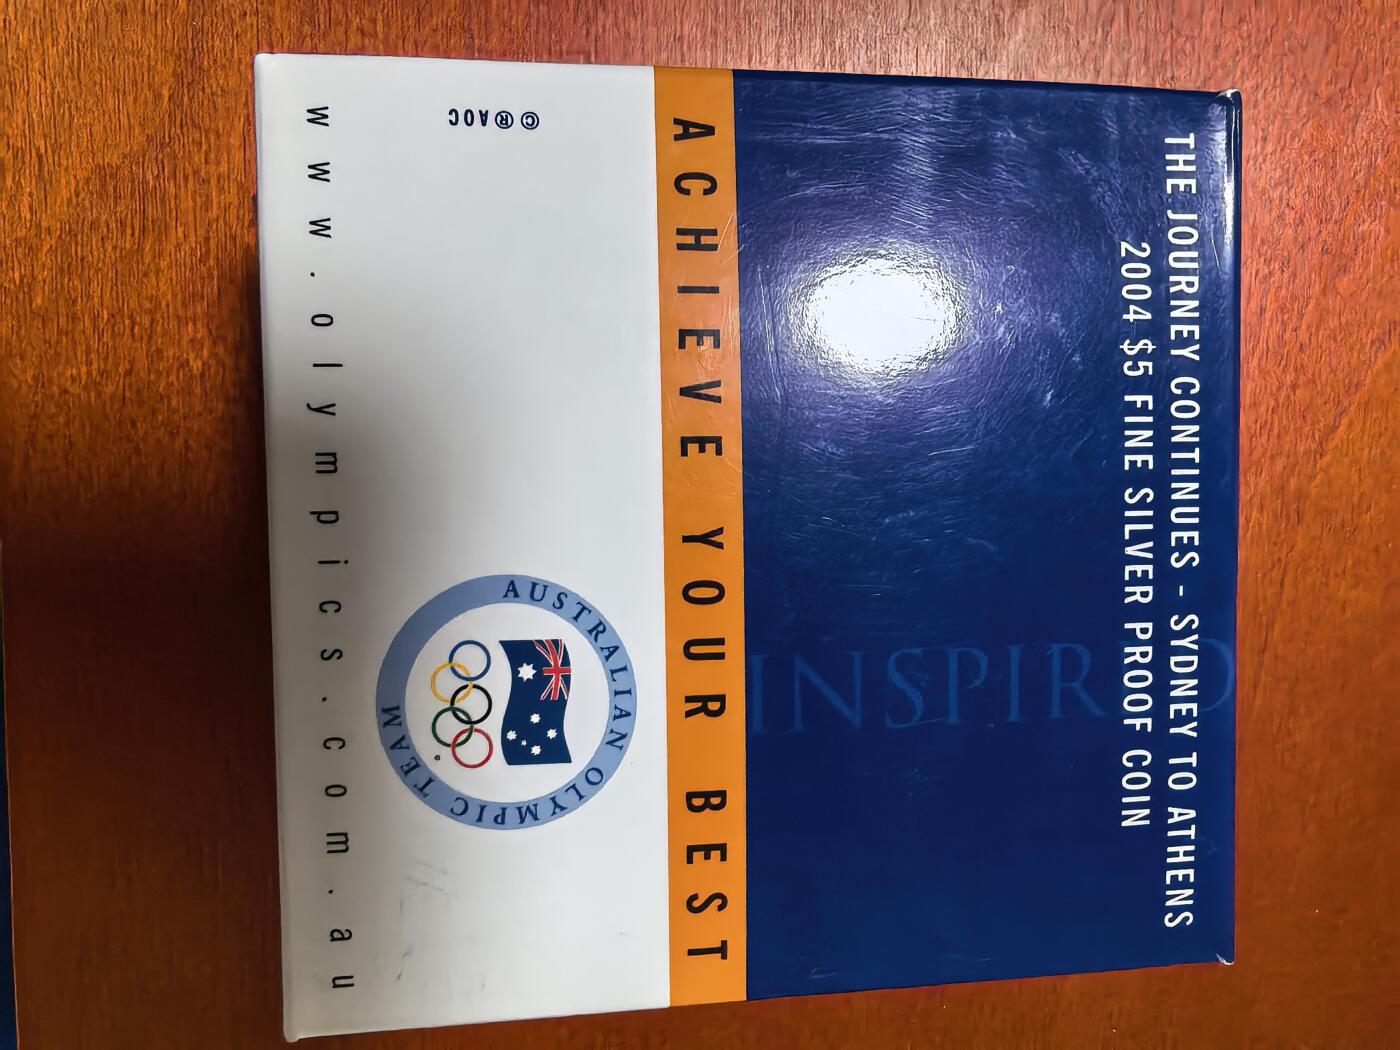 THE JOURNEY CONTINUES - SYDNEY TO ATHENS
2004 $5 FINE SILVER PROOF COIN
ACHIEVE YOUR BEST
©®AOC
AUSTRALIAN OLYMPIC TEAM
www.olympics.com.au